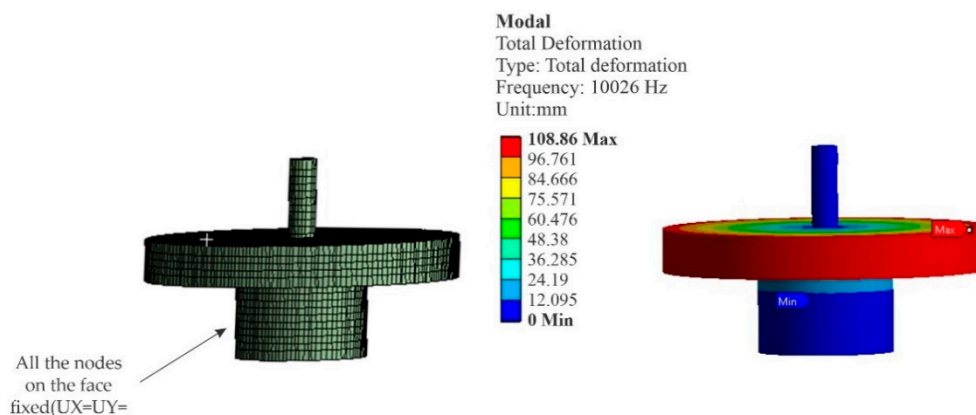 Modal
Total Deformation
Type: Total deformation
Frequency: 10026 Hz
Unit:mm
108.86 Max
96.761
84.666
75.571
60.476
48.38
36.285
24.19
12.095
0 Min
Max
Min
All the nodes
on the face
fixed(UX=UY=